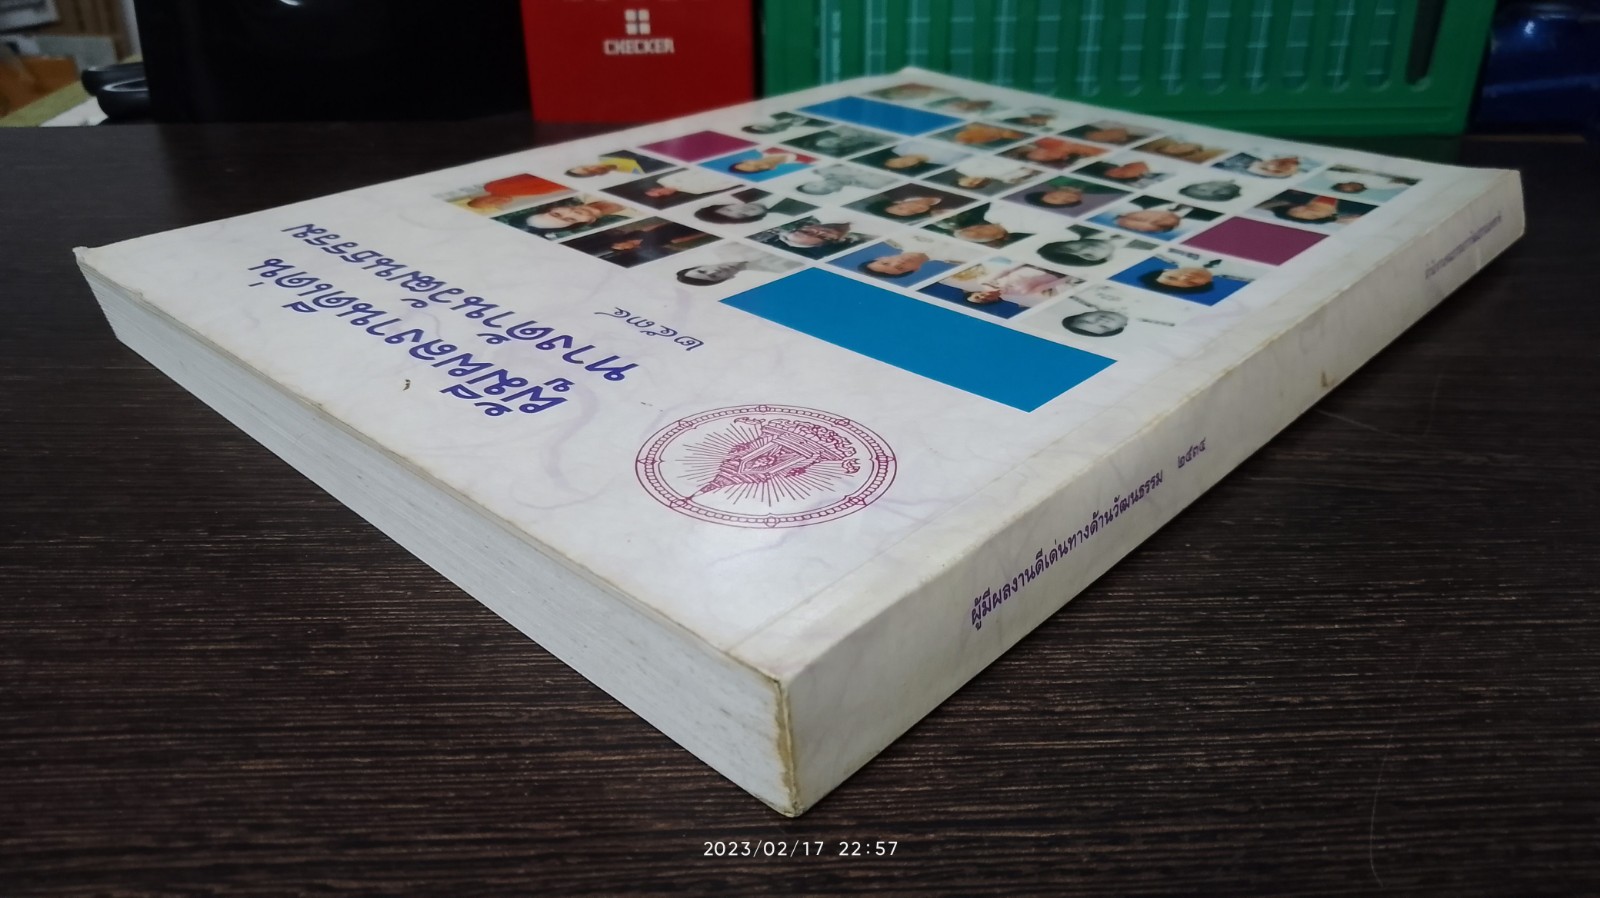 CHECKER
ผู้มีผลงานดีเด่น
ทางด้านวัฒนธรรม
๒๕๓๔
ผู้มีผลงานดีเด่นทางด้านวัฒนธรรม ๒๕๓๔
2023/02/17 22:57